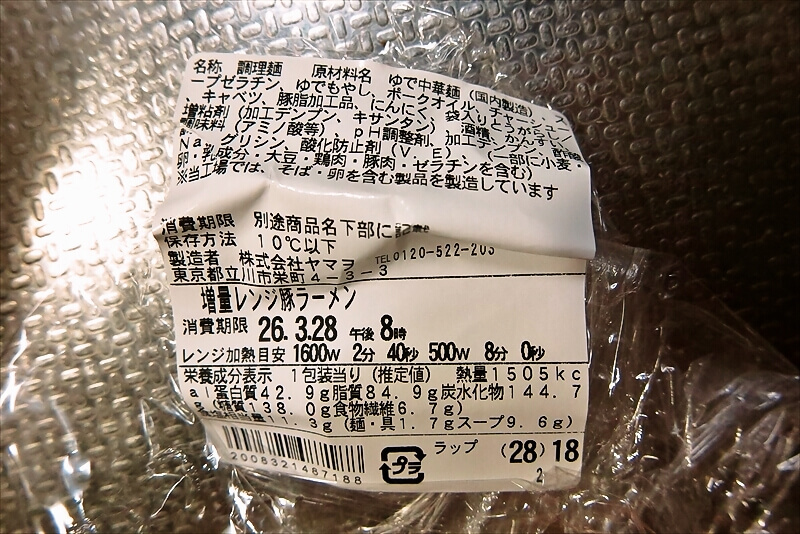 名称 調理麺 原材料名 ゆで中華麺（国内製造）、ス
ープゼラチン、ゆでもやし、ポークオイル、チャーシュー、
キャベツ、豚脂加工品、にんにく、袋入りとうがらし／
増粘剤（加工デンプン、キサンタン）、酒精、かんすい、
調味料（アミノ酸等）、pH調整剤、加工デンプン、酢酸
Na、グリシン、酸化防止剤（V．E）、（一部に小麦・
卵・乳成分・大豆・鶏肉・豚肉・ゼラチンを含む）
※当工場では、そば・卵を含む製品を製造しています
消費期限 別途商品名下部に記載
保存方法 10℃以下
製造者 株式会社ヤマヲ TEL0120-522-203
東京都立川市栄町4-3-3
増量レンジ豚ラーメン
消費期限 26.3.28 午後 8時
レンジ加熱目安 1600W 2分 40秒 500W 8分 0秒
栄養成分表示 1包装当り（推定値） 熱量1505kc
al蛋白質42.9g脂質84.9g炭水化物144.7
g（糖質138.0g食物繊維6.7g）
量11.3g（麺・具1.7gスープ9.6g）
プラ ラップ (28)18
2008321487188
2